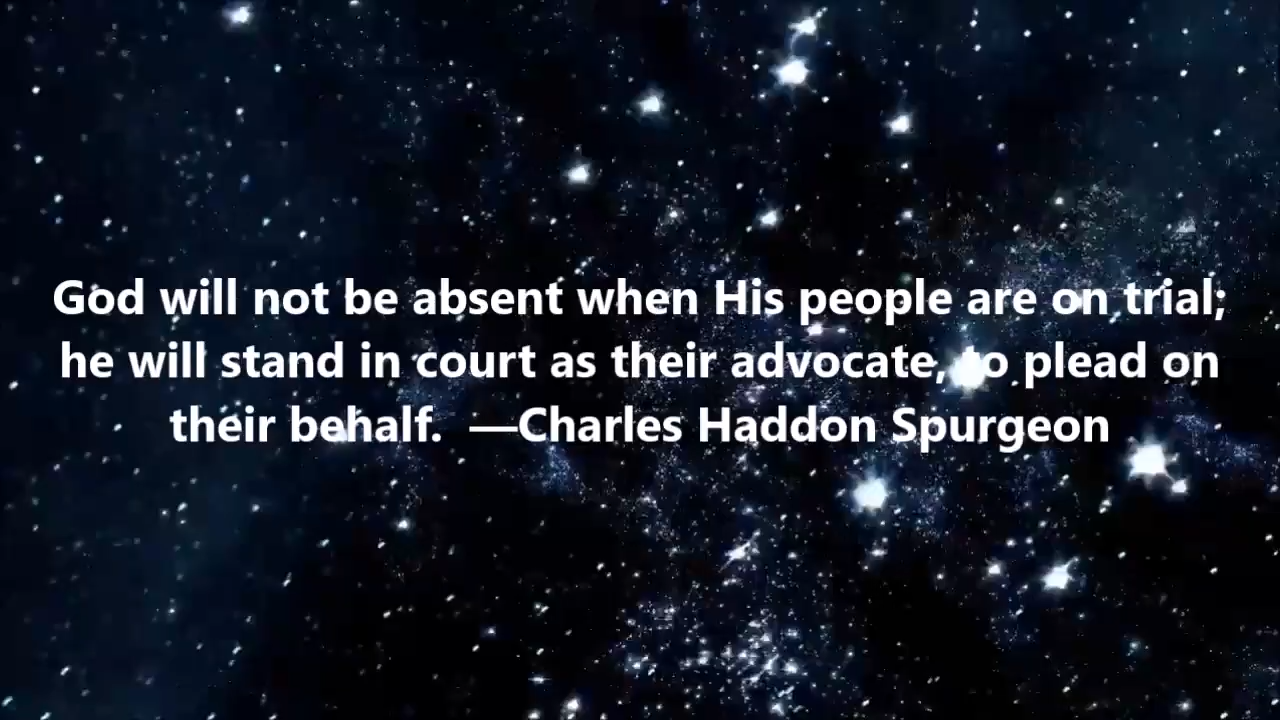 God will not be absent when His people are on trial;
he will stand in court as their advocate, to plead on
their behalf.  —Charles Haddon Spurgeon